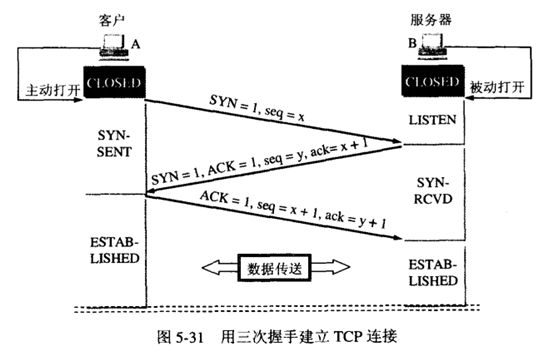 客户
服务器
A
B
主动打开
CLOSED
CLOSED
被动打开
SYN = 1, seq = x
LISTEN
SYN-
SENT
SYN = 1, ACK = 1, seq = y, ack= x + 1
SYN-
RCVD
ACK = 1, seq = x + 1, ack = y + 1
ESTAB-
LISHED
数据传送
ESTAB-
LISHED
图 5-31 用三次握手建立 TCP 连接